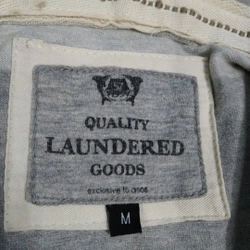 QUALITY
LAUNDERED
GOODS
exclusive to asos
M